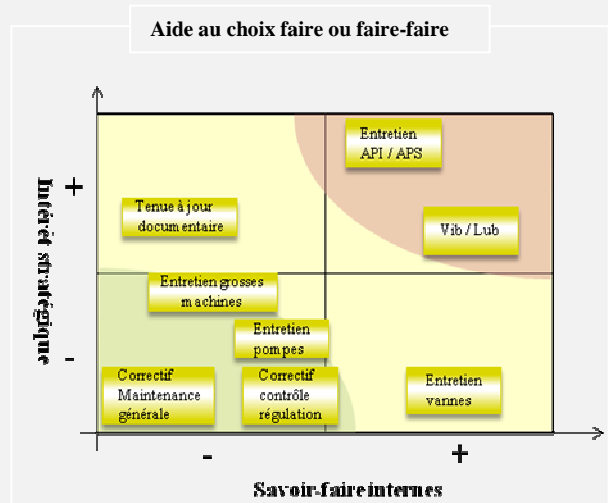 Aide au choix faire ou faire-faire
Entretien
API / APS
+
Tenue à jour
documentaire
Vib / Lub
Intérêt stratégique
Entretien grosses
machines
Entretien
pompes
-
Correctif
Maintenance
générale
Correctif
contrôle
régulation
Entretien
vannes
-
+
Savoir-faire internes